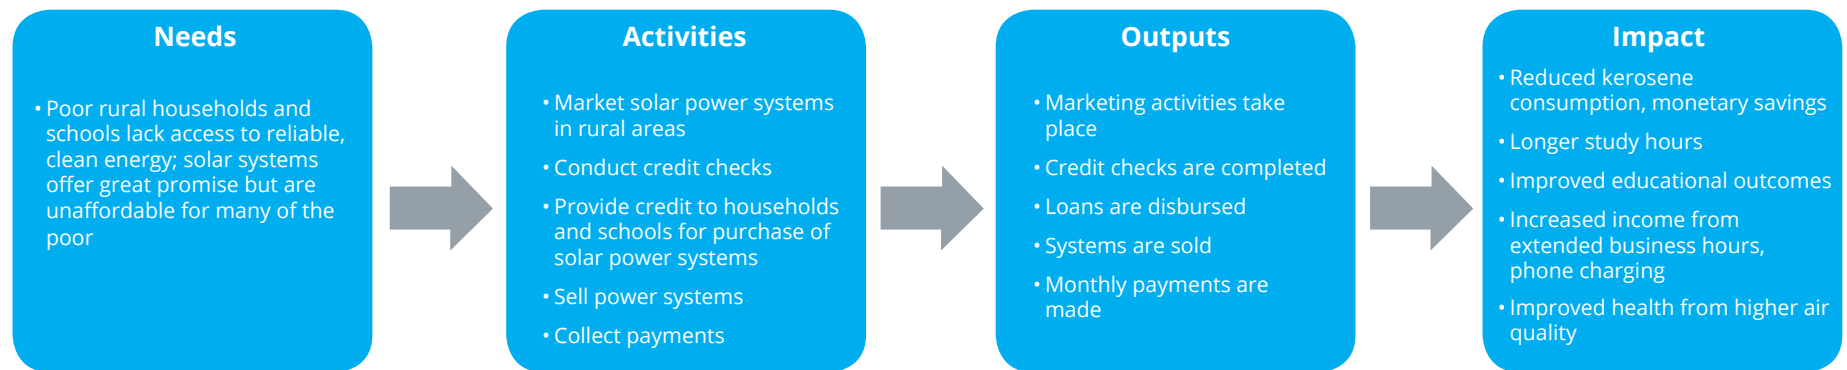 Needs
• Poor rural households and
schools lack access to reliable,
clean energy; solar systems
offer great promise but are
unaffordable for many of the
poor
Activities
• Market solar power systems
in rural areas
• Conduct credit checks
• Provide credit to households
and schools for purchase of
solar power systems
• Sell power systems
• Collect payments
Outputs
• Marketing activities take
place
• Credit checks are completed
• Loans are disbursed
• Systems are sold
• Monthly payments are
made
Impact
• Reduced kerosene
consumption, monetary savings
• Longer study hours
• Improved educational outcomes
• Increased income from
extended business hours,
phone charging
• Improved health from higher air
quality